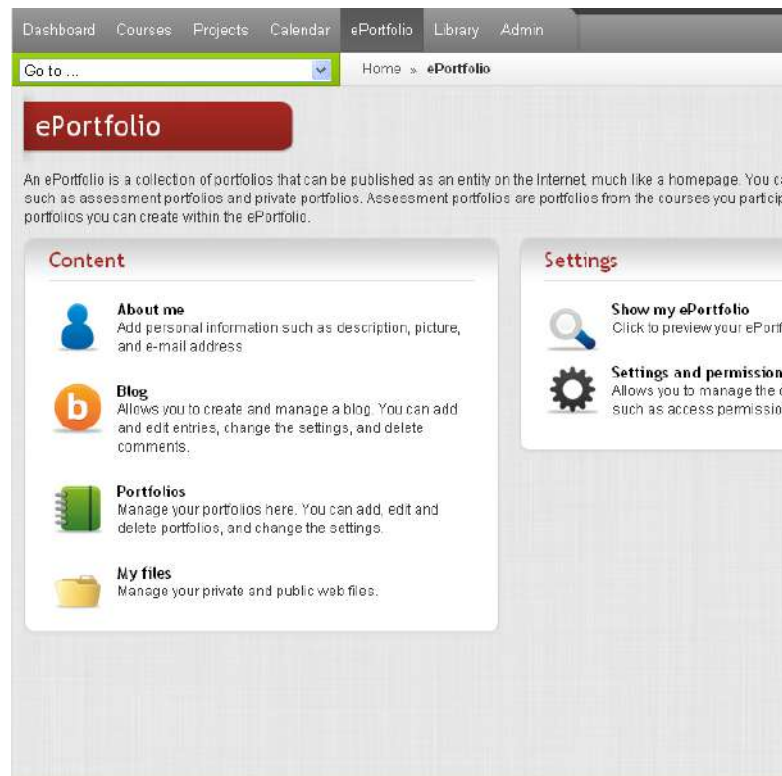 Dashboard Courses Projects Calendar ePortfolio Library Admin
Go to ...
Home » ePortfolio
ePortfolio
An ePortfolio is a collection of portfolios that can be published as an entity on the Internet, much like a homepage. You
such as assessment portfolios and private portfolios. Assessment portfolios are portfolios from the courses you
portfolios you can create within the ePortfolio.
Content
About me
Add personal information such as description, picture,
and e-mail address
Blog
Allows you to create and manage a blog. You can add
and edit entries, change the settings, and delete
comments.
Portfolios
Manage your portfolios here. You can add, edit and
delete portfolios, and change the settings.
My files
Manage your private and public web files.
Settings
Show my ePortfolio
Click to preview your
Settings and permission
Allows you to manage the
such as access